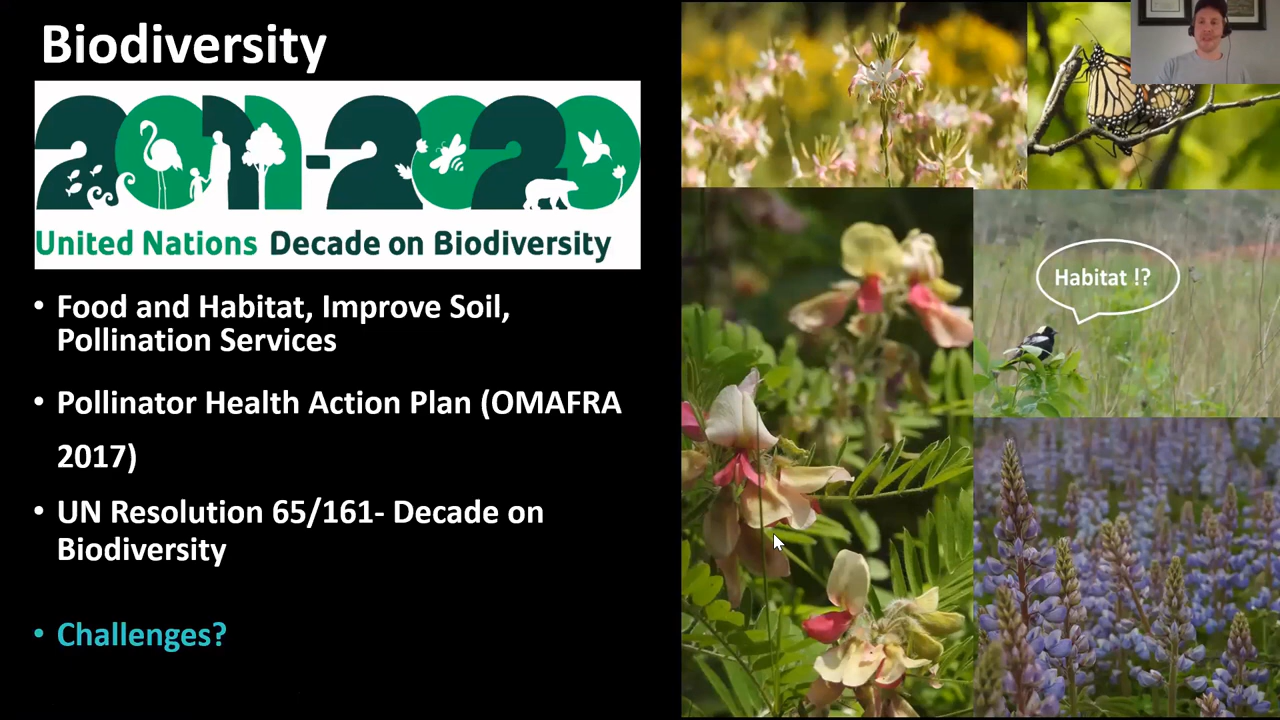 Biodiversity
2011-2020
United Nations Decade on Biodiversity
• Food and Habitat, Improve Soil,
Pollination Services
• Pollinator Health Action Plan (OMAFRA
2017)
• UN Resolution 65/161- Decade on
Biodiversity
• Challenges?
Habitat !?